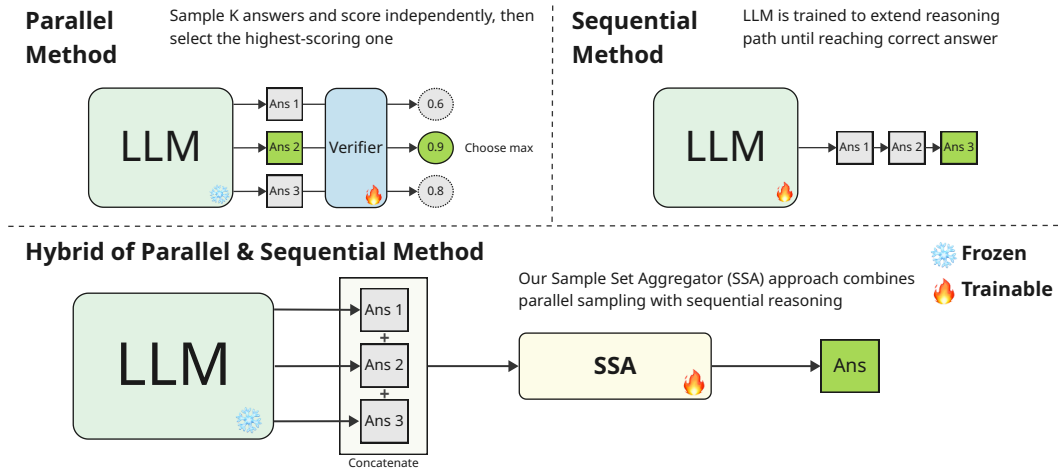 Parallel
Method
Sample K answers and score independently, then
select the highest-scoring one
LLM
Ans 1
Ans 2
Ans 3
Verifier
0.6
0.9
0.8
Choose max
Sequential
Method
LLM is trained to extend reasoning
path until reaching correct answer
LLM
Ans 1
Ans 2
Ans 3
Hybrid of Parallel & Sequential Method
Frozen
Trainable
Our Sample Set Aggregator (SSA) approach combines
parallel sampling with sequential reasoning
LLM
Ans 1
+
Ans 2
+
Ans 3
Concatenate
SSA
Ans